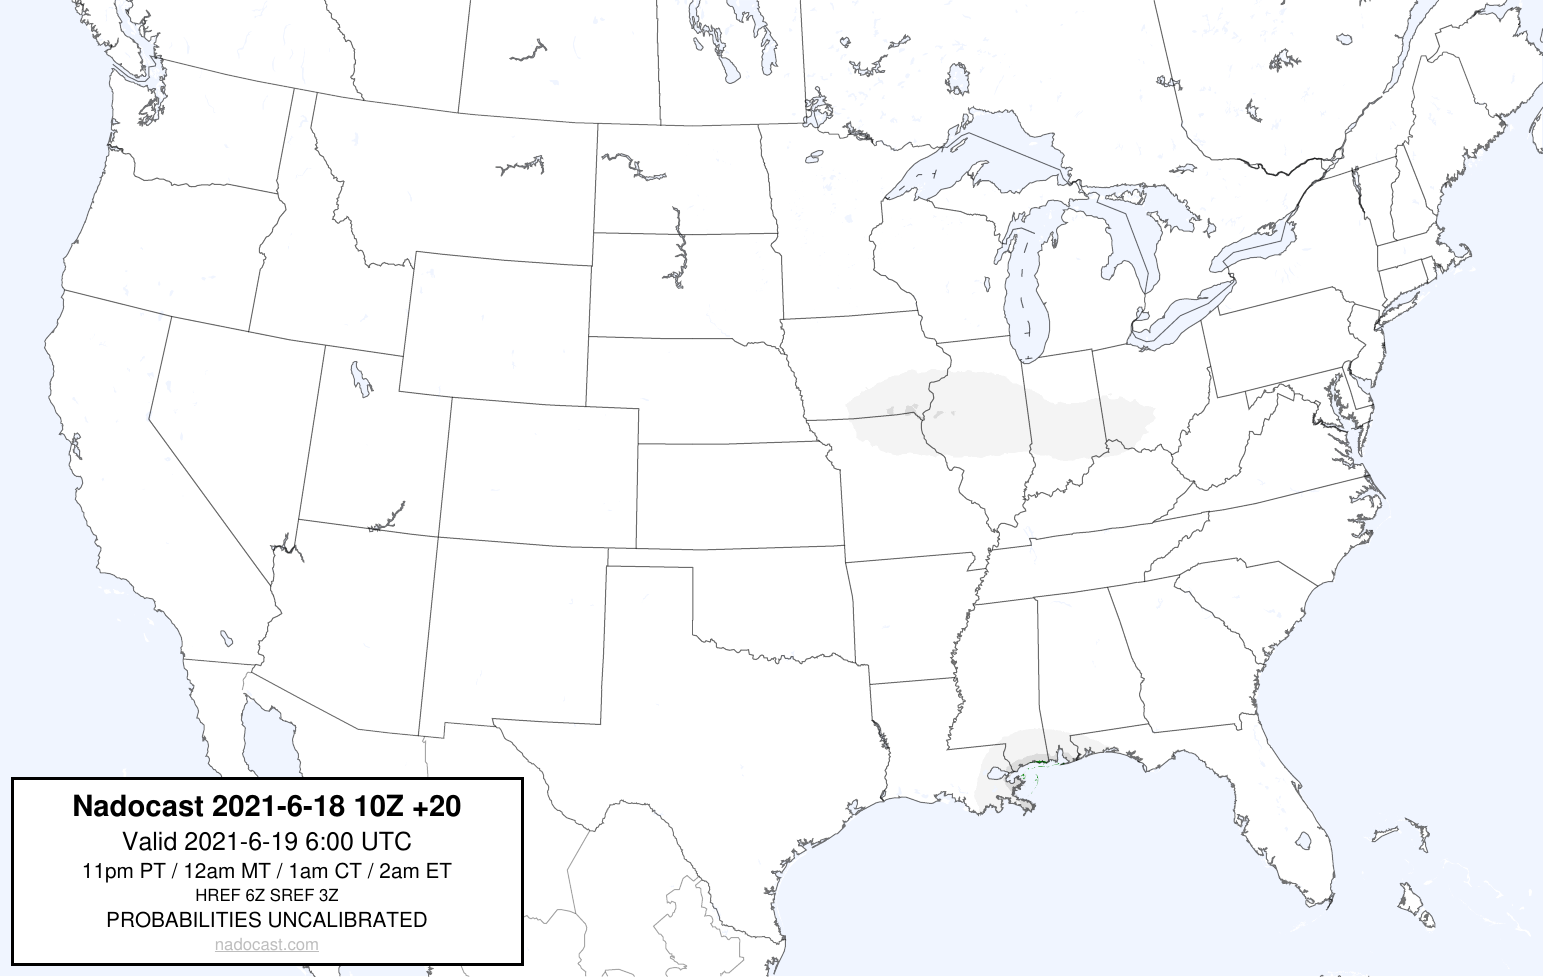 Nadocast 2021-6-18 10Z +20
Valid 2021-6-19 6:00 UTC
11pm PT / 12am MT / 1am CT / 2am ET
HREF 6Z SREF 3Z
PROBABILITIES UNCALIBRATED
nadocast.com